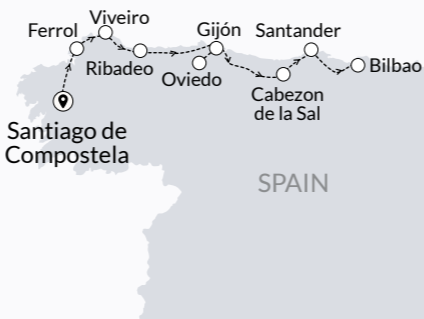 Viveiro
Ferrol
Gijón
Santander
Ribadeo
Oviedo
Bilbao
Cabezon
de la Sal
Santiago de
Compostela
SPAIN